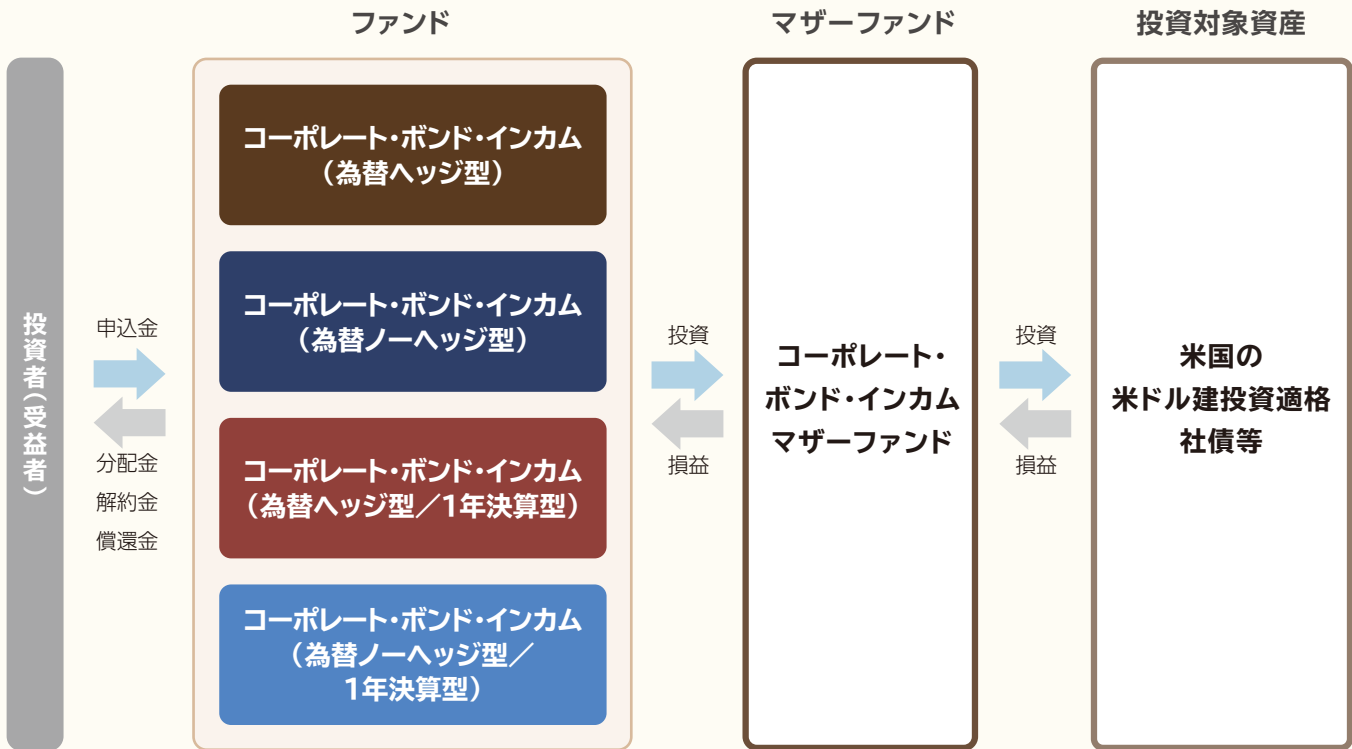 ファンド
マザーファンド
投資対象資産
投資者（受益者）
申込金
分配金
解約金
償還金
コーポレート・ボンド・インカム
（為替ヘッジ型）
コーポレート・ボンド・インカム
（為替ノーヘッジ型）
コーポレート・ボンド・インカム
（為替ヘッジ型／1年決算型）
コーポレート・ボンド・インカム
（為替ノーヘッジ型／
1年決算型）
投資
損益
コーポレート・
ボンド・インカム
マザーファンド
投資
損益
米国の
米ドル建投資適格
社債等